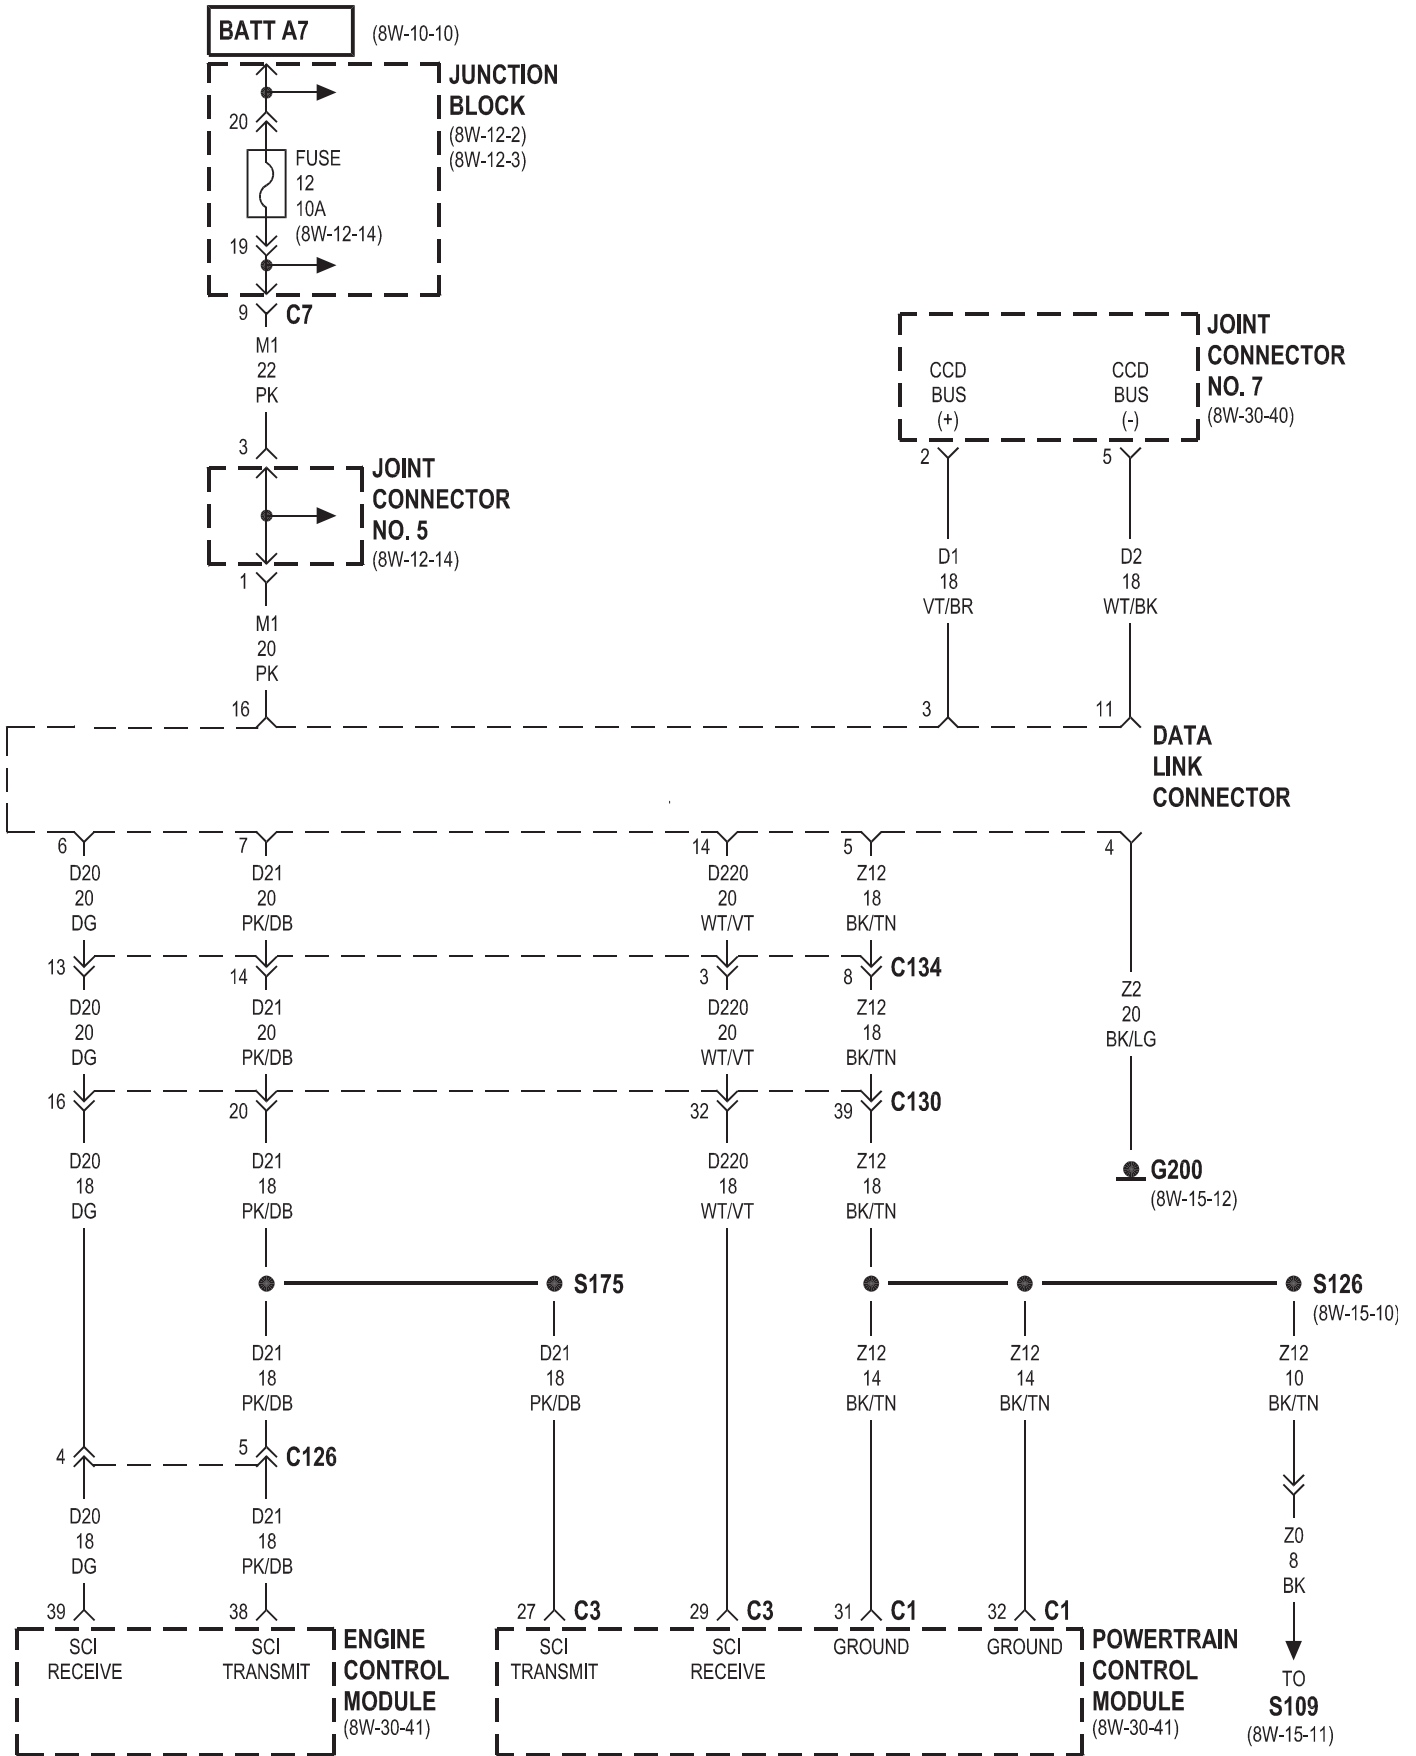 BATT A7 (8W-10-10)
JUNCTION
BLOCK
(8W-12-2)
(8W-12-3)
20
FUSE
12
10A
(8W-12-14)
19
9 C7
M1
22
PK
3
JOINT
CONNECTOR
NO. 5
(8W-12-14)
1
M1
20
PK
16
JOINT
CONNECTOR
NO. 7
(8W-30-40)
CCD
BUS
(+)
CCD
BUS
(-)
2 5
D1
18
VT/BR
D2
18
WT/BK
3 11
DATA
LINK
CONNECTOR
6 7 14 5 4
D20
20
DG
D21
20
PK/DB
D220
20
WT/VT
Z12
18
BK/TN
13 14 3 8 C134
D20
20
DG
D21
20
PK/DB
D220
20
WT/VT
Z12
18
BK/TN
Z2
20
BK/LG
16 20 32 39 C130
D20
18
DG
D21
18
PK/DB
D220
18
WT/VT
Z12
18
BK/TN
G200
(8W-15-12)
S175
S126
(8W-15-10)
D21
18
PK/DB
D21
18
PK/DB
Z12
14
BK/TN
Z12
14
BK/TN
Z12
10
BK/TN
4 5 C126
D20
18
DG
D21
18
PK/DB
Z0
8
BK
39 38 27 C3 29 C3 31 C1 32 C1
SCI
RECEIVE
SCI
TRANSMIT
ENGINE
CONTROL
MODULE
(8W-30-41)
SCI
TRANSMIT
SCI
RECEIVE
GROUND
GROUND
POWERTRAIN
CONTROL
MODULE
(8W-30-41)
TO
S109
(8W-15-11)